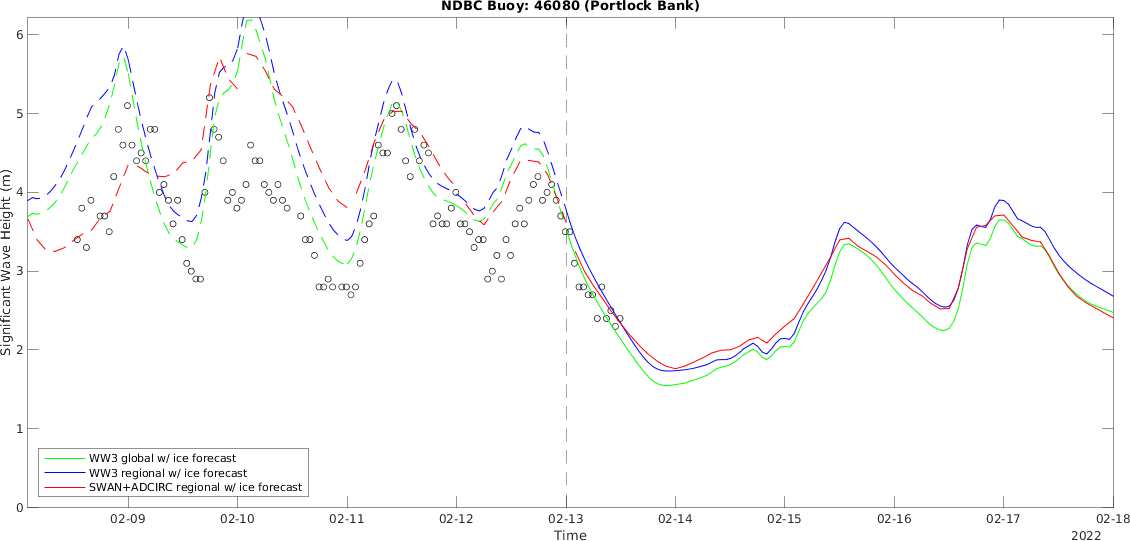 NDBC Buoy: 46080 (Portlock Bank)
Significant Wave Height (m)
6
5
4
3
2
1
0
WW3 global w/ ice forecast
WW3 regional w/ ice forecast
SWAN+ADCIRC regional w/ ice forecast
02-09 02-10 02-11 02-12 02-13 02-14 02-15 02-16 02-17 02-18
Time
2022